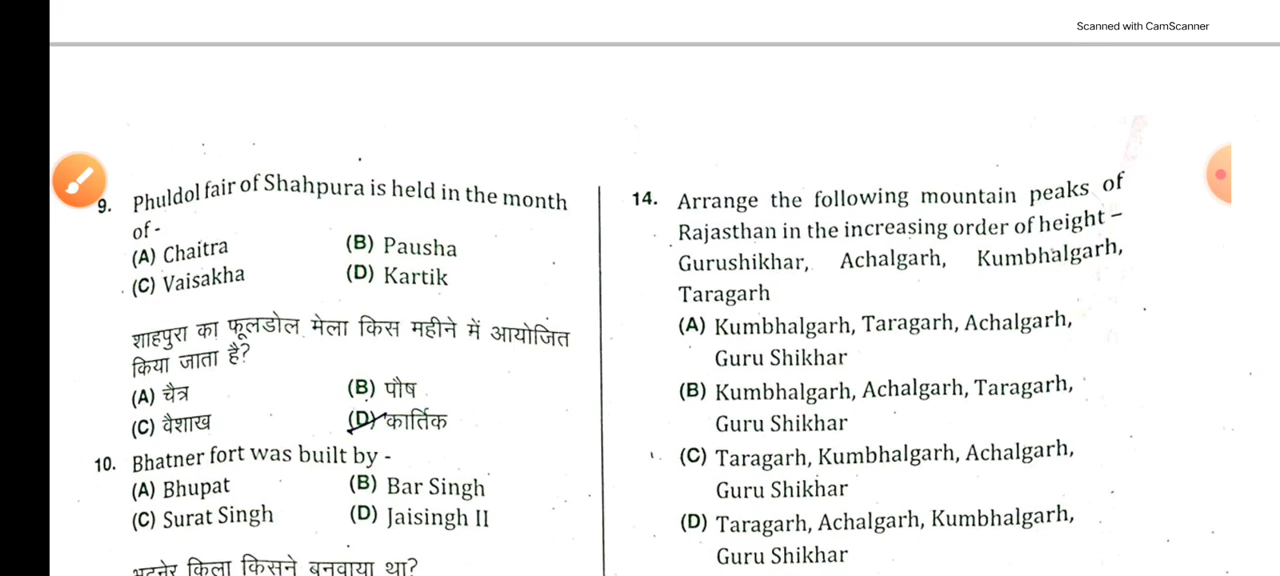 Scanned with CamScanner
9. Phuldol fair of Shahpura is held in the month
of -
(A) Chaitra (B) Pausha
(C) Vaisakha (D) Kartik
शाहपुरा का फूलडोल मेला किस महीने में आयोजित
किया जाता है?
(A) चैत्र (B) पौष
(C) वैशाख (D) कार्तिक
10. Bhatner fort was built by -
(A) Bhupat (B) Bar Singh
(C) Surat Singh (D) Jaisingh II
भटनेर किला किसने बनवाया था?
14. Arrange the following mountain peaks of
Rajasthan in the increasing order of height –
Gurushikhar, Achalgarh, Kumbhalgarh,
Taragarh
(A) Kumbhalgarh, Taragarh, Achalgarh,
Guru Shikhar
(B) Kumbhalgarh, Achalgarh, Taragarh,
Guru Shikhar
(C) Taragarh, Kumbhalgarh, Achalgarh,
Guru Shikhar
(D) Taragarh, Achalgarh, Kumbhalgarh,
Guru Shikhar